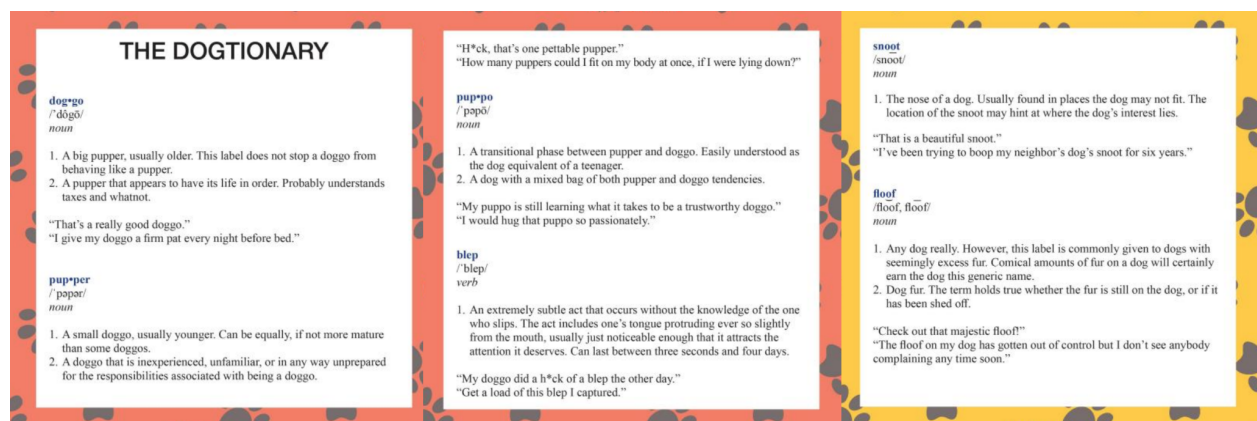 THE DOGTIONARY
dog•go
/ˈdôgō/
noun
1. A big pupper, usually older. This label does not stop a doggo from
behaving like a pupper.
2. A pupper that appears to have its life in order. Probably understands
taxes and whatnot.
“That’s a really good doggo.”
“I give my doggo a firm pat every night before bed.”
pup•per
/ˈpəpər/
noun
1. A small doggo, usually younger. Can be equally, if not more mature
than some doggos.
2. A doggo that is inexperienced, unfamiliar, or in any way unprepared
for the responsibilities associated with being a doggo.
“H*ck, that’s one pettable pupper.”
“How many puppers could I fit on my body at once, if I were lying down?”
pup•po
/ˈpəpō/
noun
1. A transitional phase between pupper and doggo. Easily understood as
the dog equivalent of a teenager.
2. A dog with a mixed bag of both pupper and doggo tendencies.
“My puppo is still learning what it takes to be a trustworthy doggo.”
“I would hug that puppo so passionately.”
blep
/ˈblep/
verb
1. An extremely subtle act that occurs without the knowledge of the one
who slips. The act includes one’s tongue protruding ever so slightly
from the mouth, usually just noticeable enough that it attracts the
attention it deserves. Can last between three seconds and four days.
“My doggo did a h*ck of a blep the other day.”
“Get a load of this blep I captured.”
snoot
/sno͞ot/
noun
1. The nose of a dog. Usually found in places the dog may not fit. The
location of the snoot may hint at where the dog’s interest lies.
“That is a beautiful snoot.”
“I’ve been trying to boop my neighbor’s dog’s snoot for six years.”
floof
/flo͝of, flo͞of/
noun
1. Any dog really. However, this label is commonly given to dogs with
seemingly excess fur. Comical amounts of fur on a dog will certainly
earn the dog this generic name.
2. Dog fur. The term holds true whether the fur is still on the dog, or if it
has been shed off.
“Check out that majestic floof!”
“The floof on my dog has gotten out of control but I don’t see anybody
complaining any time soon.”